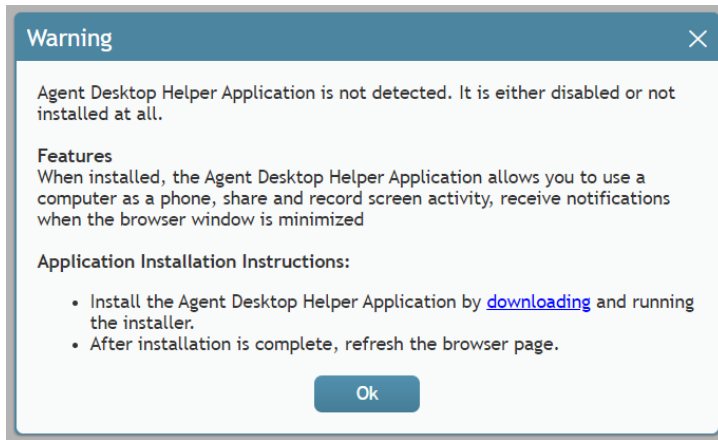 Warning
Agent Desktop Helper Application is not detected. It is either disabled or not
installed at all.
Features
When installed, the Agent Desktop Helper Application allows you to use a
computer as a phone, share and record screen activity, receive notifications
when the browser window is minimized
Application Installation Instructions:
• Install the Agent Desktop Helper Application by downloading and running
the installer.
• After installation is complete, refresh the browser page.
Ok